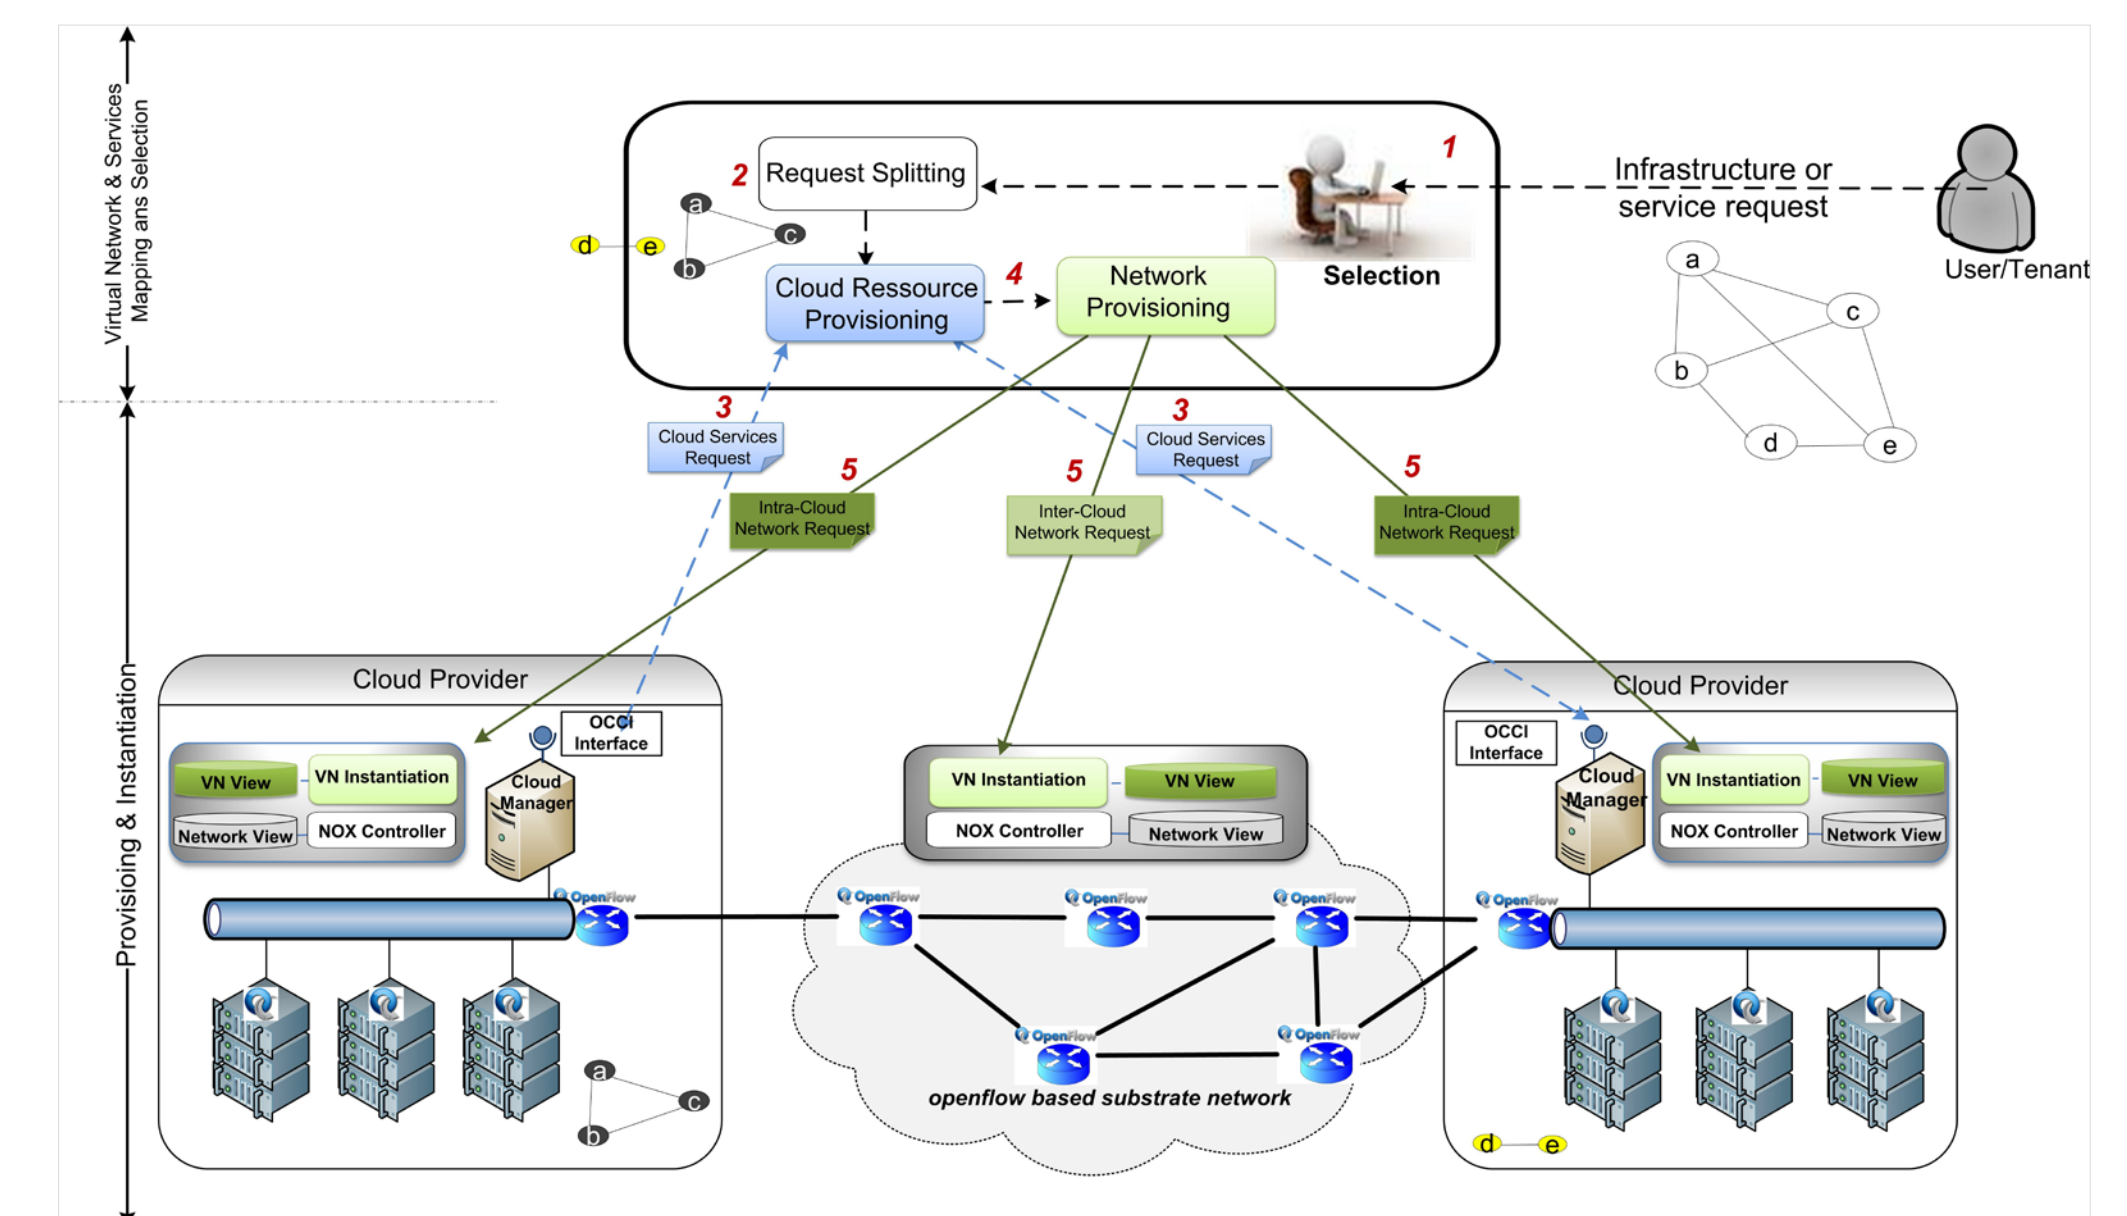 Virtual Network & Services
Mapping ans Selection
Provisioing & Instantiation
1
Infrastructure or
service request
User/Tenant
a
c
b
d
e
Selection
2
Request Splitting
a
c
b
d
e
Cloud Ressource
Provisioning
4
Network
Provisioning
3
Cloud Services
Request
3
Cloud Services
Request
5
Intra-Cloud
Network Request
5
Inter-Cloud
Network Request
5
Intra-Cloud
Network Request
Cloud Provider
OCCI
Interface
VN View
VN Instantiation
Network View
NOX Controller
Cloud
Manager
OpenFlow
a
c
b
VN Instantiation
VN View
NOX Controller
Network View
OpenFlow
OpenFlow
OpenFlow
OpenFlow
OpenFlow
openflow based substrate network
Cloud Provider
OCCI
Interface
Cloud
Manager
VN Instantiation
VN View
NOX Controller
Network View
OpenFlow
d
e